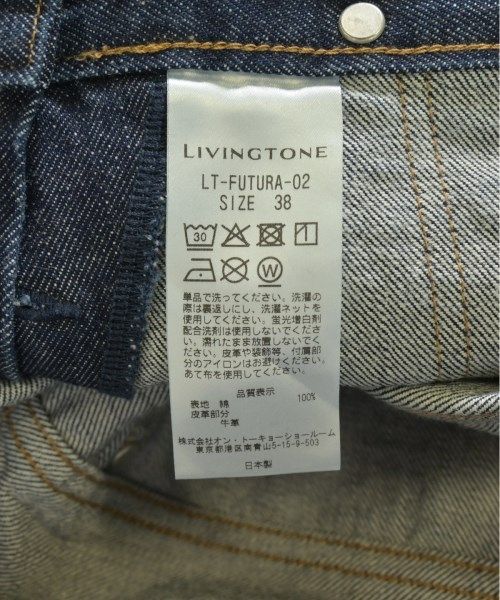 LIVINGTONE
LT-FUTURA-02
SIZE 38
30
W
単品で洗ってください。洗濯の
際は裏返しにし、洗濯ネットを
使用してください。蛍光増白剤
配合洗剤は使用しないでくださ
い。濡れたまま放置しないでく
ださい。皮革や装飾等、付属部
分のアイロンはお避けください。
あて布を使用してください。
品質表示
表地 綿 100%
皮革部分
牛革
株式会社オン・トーキョーショールーム
東京都港区南青山5-15-9-503
日本製